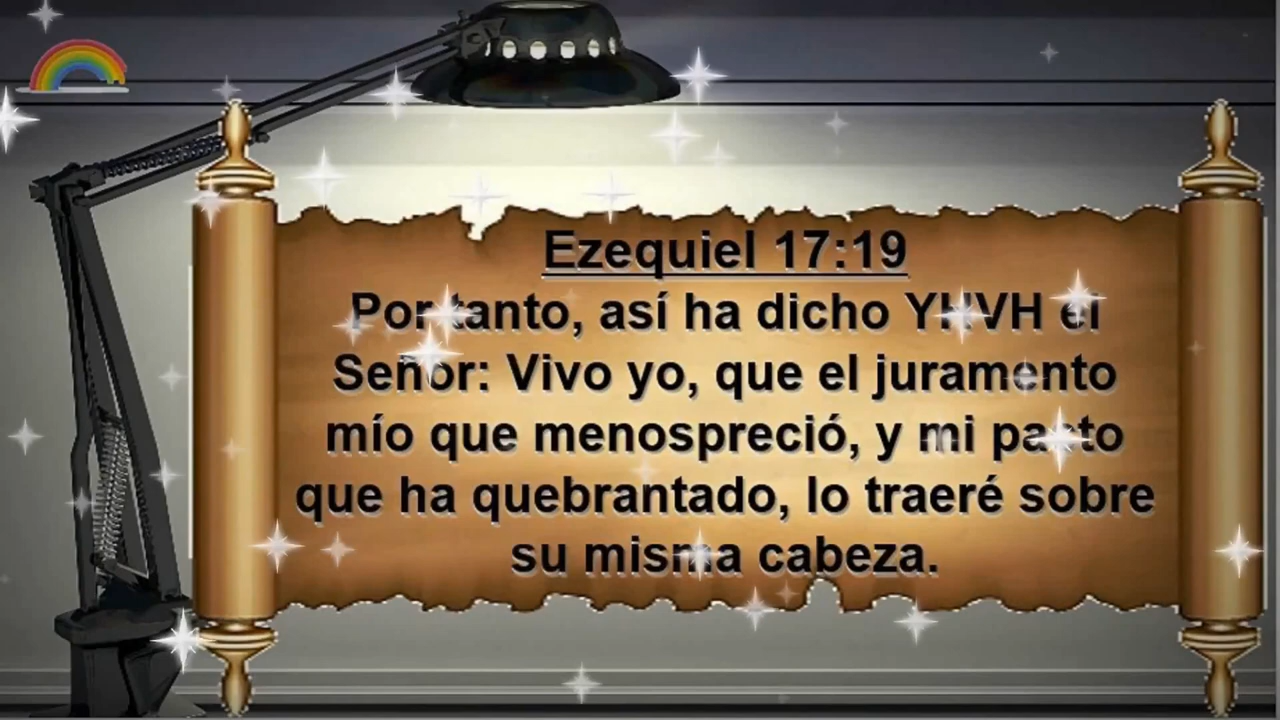 Ezequiel 17:19
Por tanto, así ha dicho YHVH el
Señor: Vivo yo, que el juramento
mío que menospreció, y mi pacto
que ha quebrantado, lo traeré sobre
su misma cabeza.